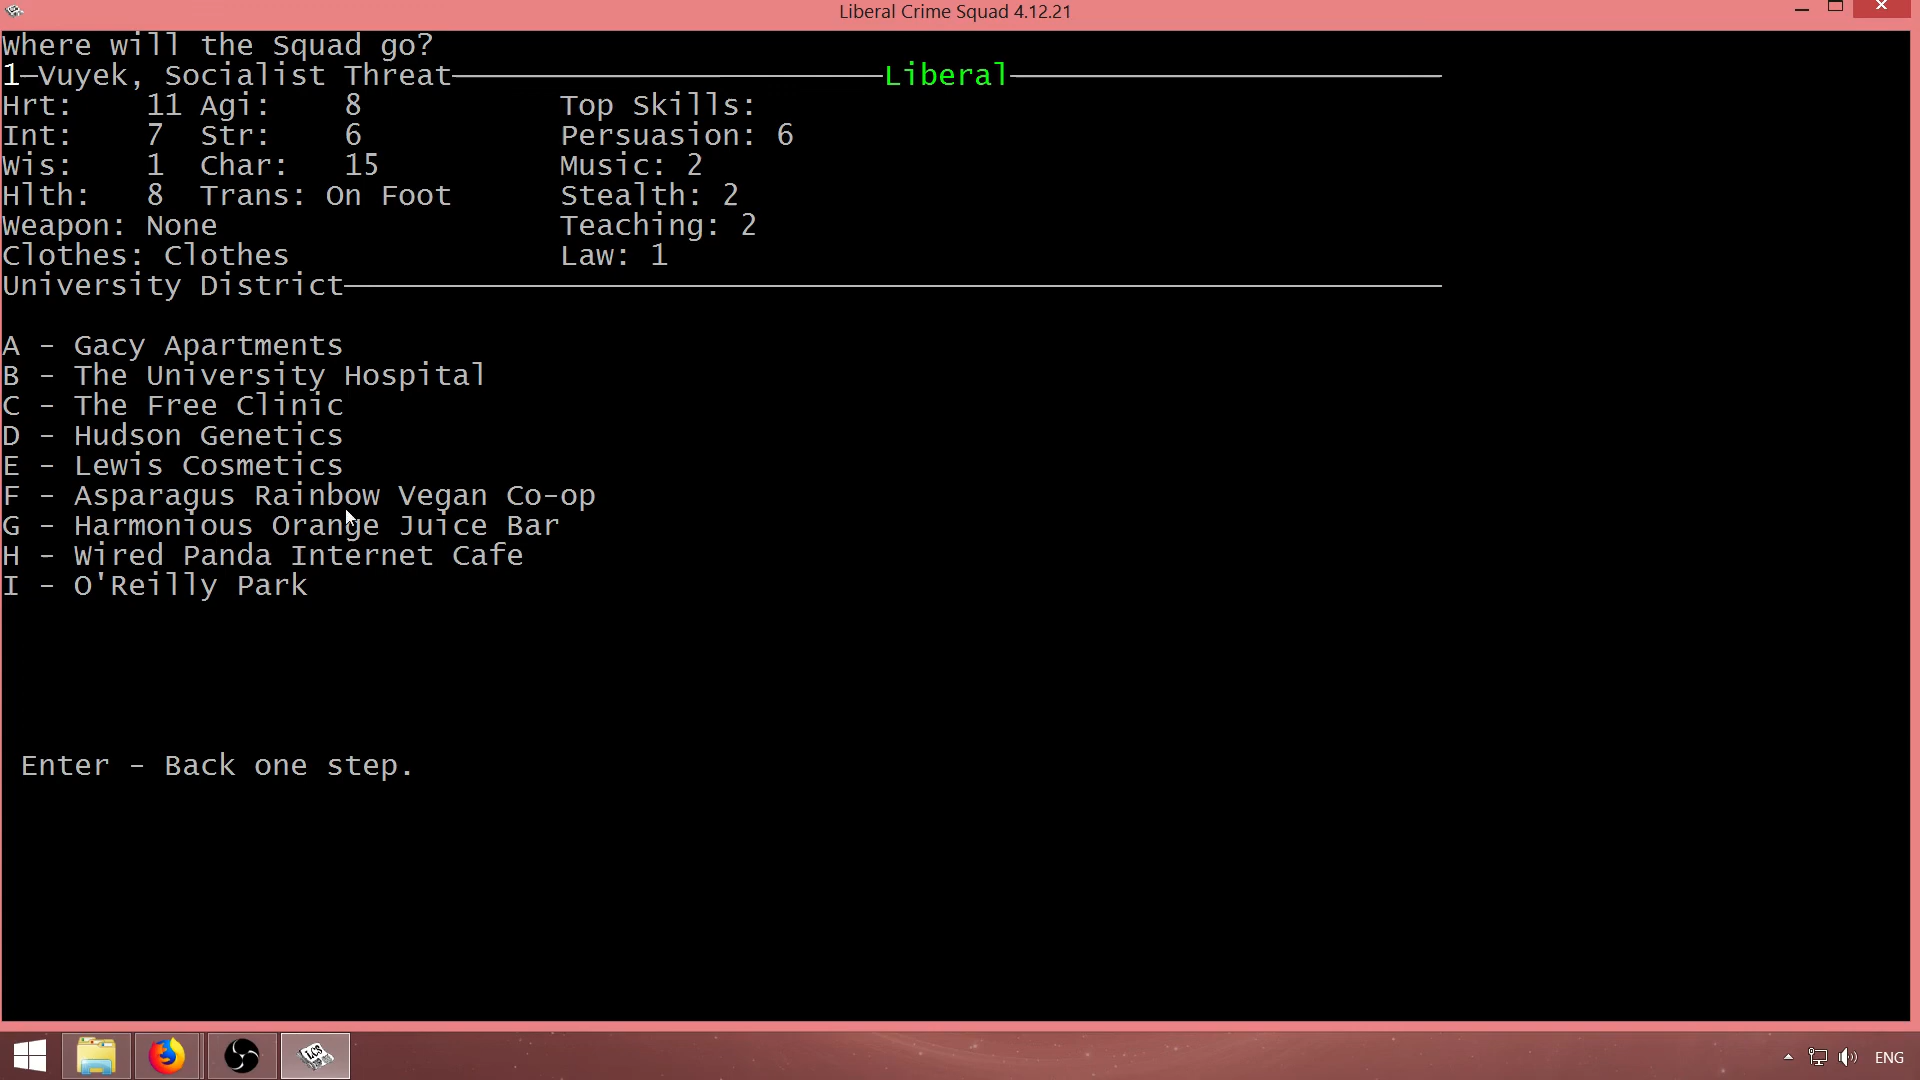 Liberal Crime Squad 4.12.21
Where will the Squad go?
1—Vuyek, Socialist Threat Liberal
Hrt: 11 Agi: 8 Top Skills:
Int: 7 Str: 6 Persuasion: 6
Wis: 1 Char: 15 Music: 2
Hlth: 8 Trans: On Foot Stealth: 2
Weapon: None Teaching: 2
Clothes: Clothes Law: 1
University District
A - Gacy Apartments
B - The University Hospital
C - The Free Clinic
D - Hudson Genetics
E - Lewis Cosmetics
F - Asparagus Rainbow Vegan Co-op
G - Harmonious Orange Juice Bar
H - Wired Panda Internet Cafe
I - O'Reilly Park
Enter - Back one step.
LCS
ENG